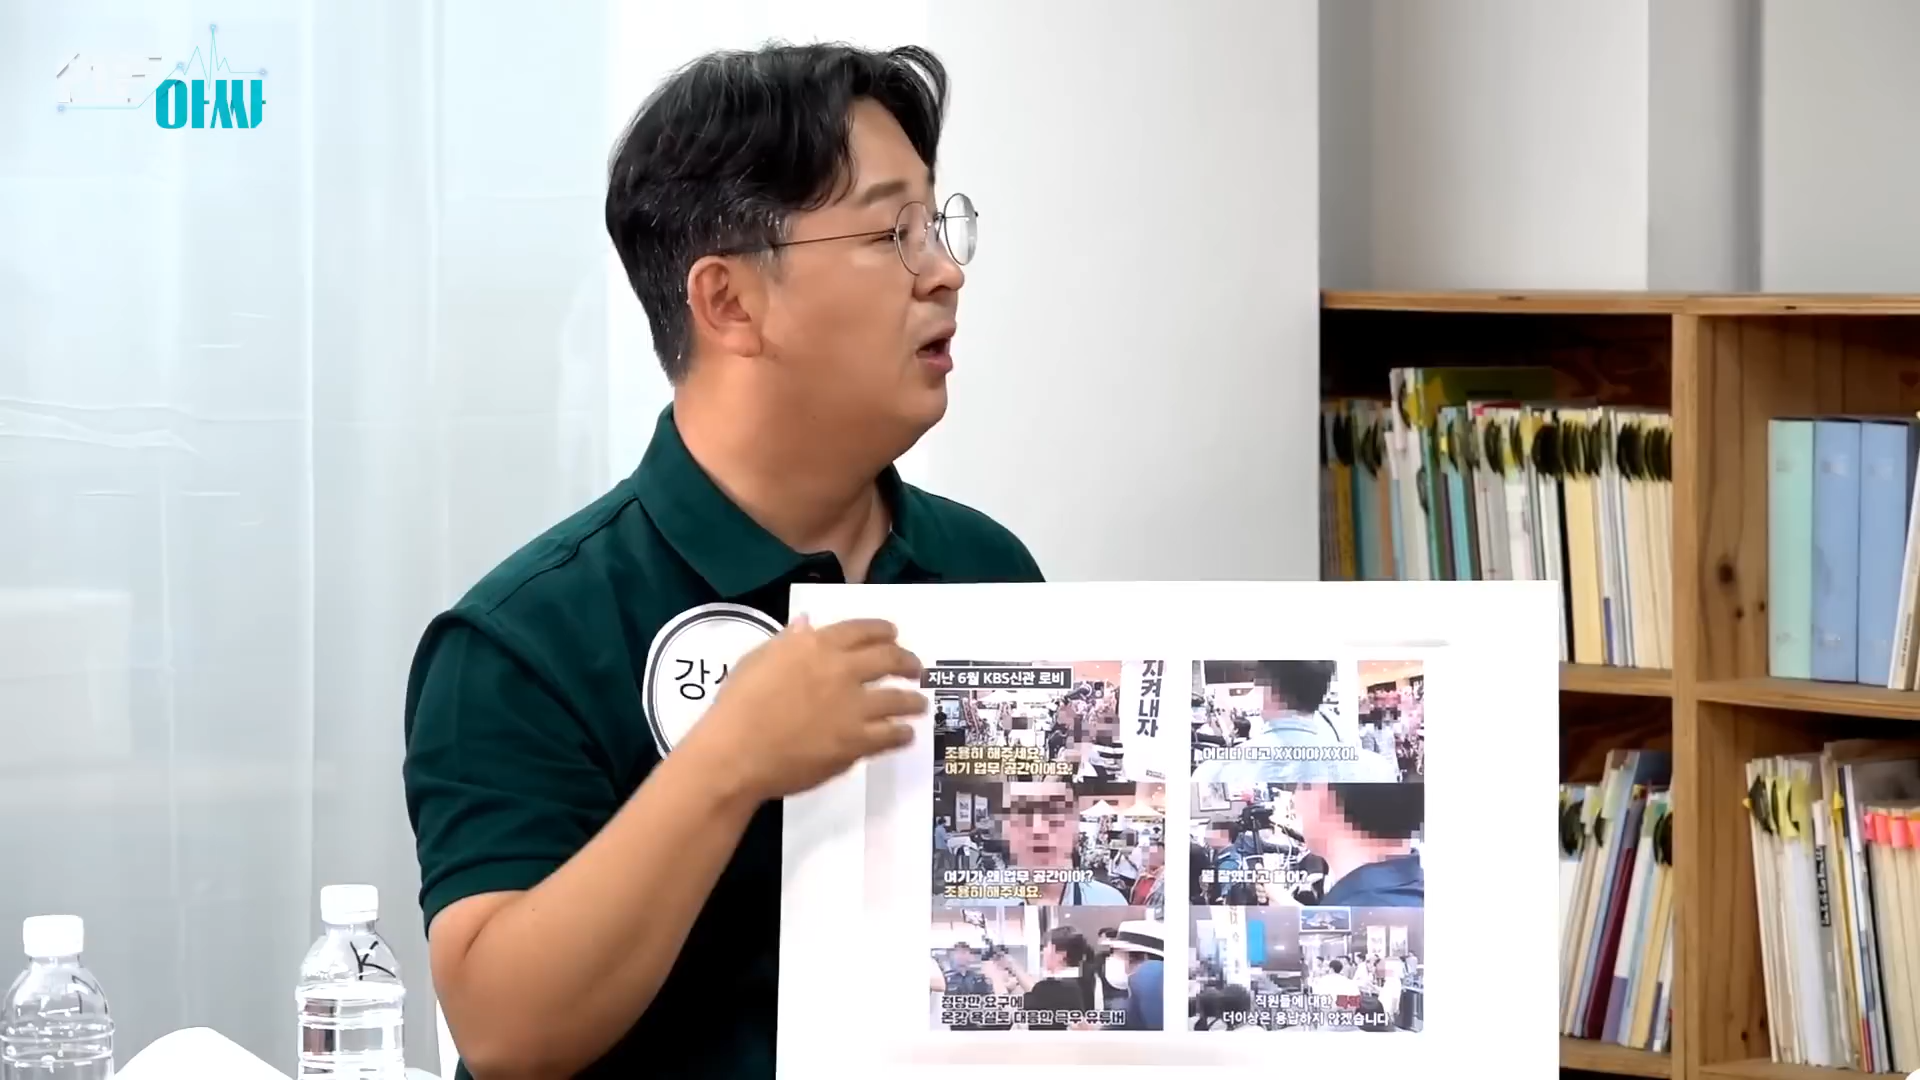 아싸
강
지난 6월 KBS신관 로비
지켜내자
조용히 해주세요.
여기 업무 공간이에요.
여기가 왜 업무 공간이야?
조용히 해주세요.
정당한 요구에
온갖 욕설로 대응한 극우 유튜버
어디다 대고 XX이야 XX이.
뭘 잘했다고 풀어?
직원들에 대한
더이상은 용납하지 않겠습니다
K